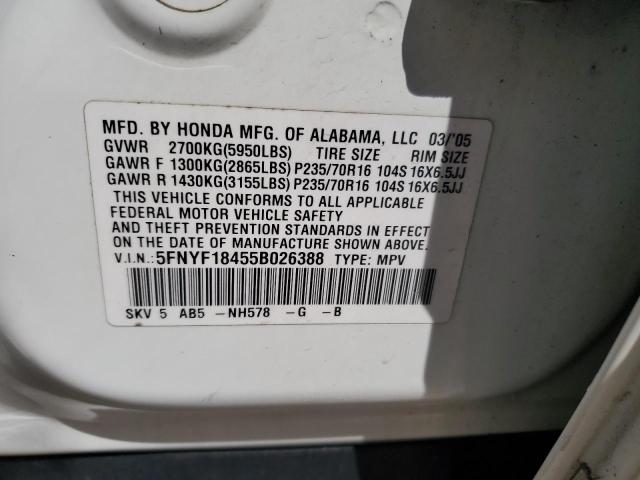 MFD. BY HONDA MFG. OF ALABAMA, LLC 03/'05
GVWR 2700KG(5950LBS) TIRE SIZE RIM SIZE
GAWR F 1300KG(2865LBS) P235/70R16 104S 16X6.5JJ
GAWR R 1430KG(3155LBS) P235/70R16 104S 16X6.5JJ
THIS VEHICLE CONFORMS TO ALL APPLICABLE
FEDERAL MOTOR VEHICLE SAFETY
AND THEFT PREVENTION STANDARDS IN EFFECT
ON THE DATE OF MANUFACTURE SHOWN ABOVE.
V.I.N.: 5FNYF18455B026388 TYPE: MPV
SKV 5 AB5 -NH578 -G -B